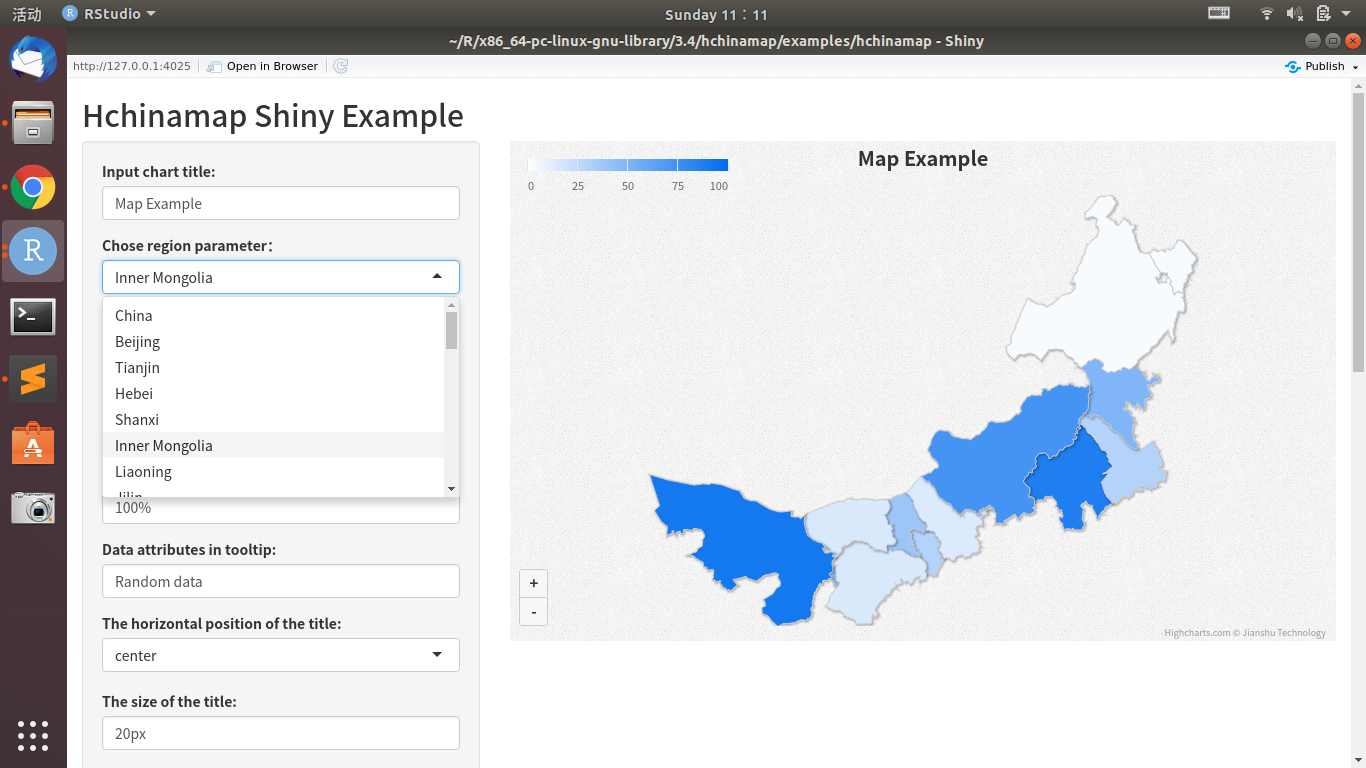 活动
RStudio
Sunday 11：11
~/R/x86_64-pc-linux-gnu-library/3.4/hchinamap/examples/hchinamap - Shiny
http://127.0.0.1:4025
Open in Browser
Publish
Hchinamap Shiny Example
Input chart title:
Map Example
Chose region parameter：
Inner Mongolia
China
Beijing
Tianjin
Hebei
Shanxi
Inner Mongolia
Liaoning
Jilin
100%
Data attributes in tooltip:
Random data
The horizontal position of the title:
center
The size of the title:
20px
Map Example
0 25 50 75 100
+
-
Highcharts.com © Jianshu Technology